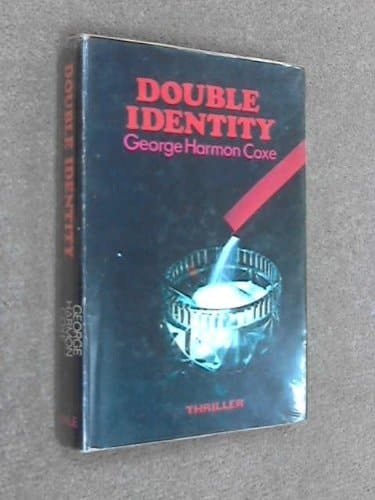 DOUBLE
IDENTITY
George Harmon Coxe
THRILLER
DOUBLE IDENTITY
GEORGE
HARMON